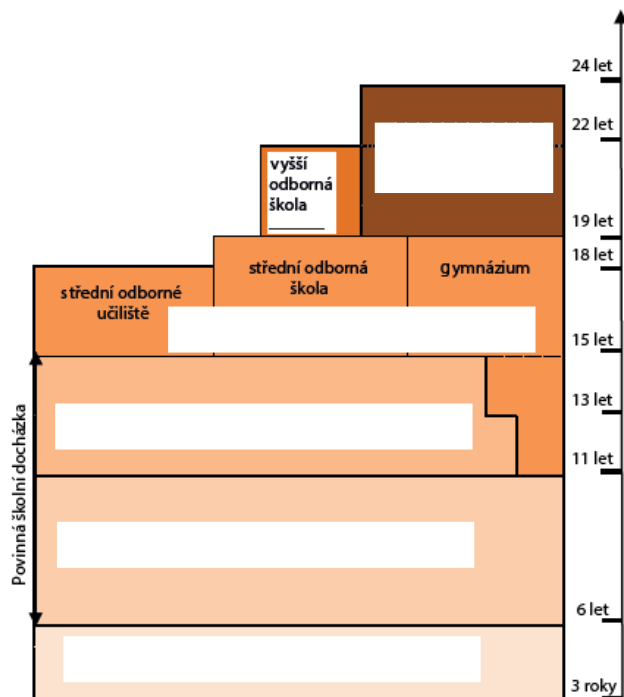 24 let
22 let
vyšší
odborná
škola
________
19 let
18 let
střední odborné
učiliště
střední odborná
škola
gymnázium
15 let
13 let
11 let
Povinná školní docházka
6 let
3 roky